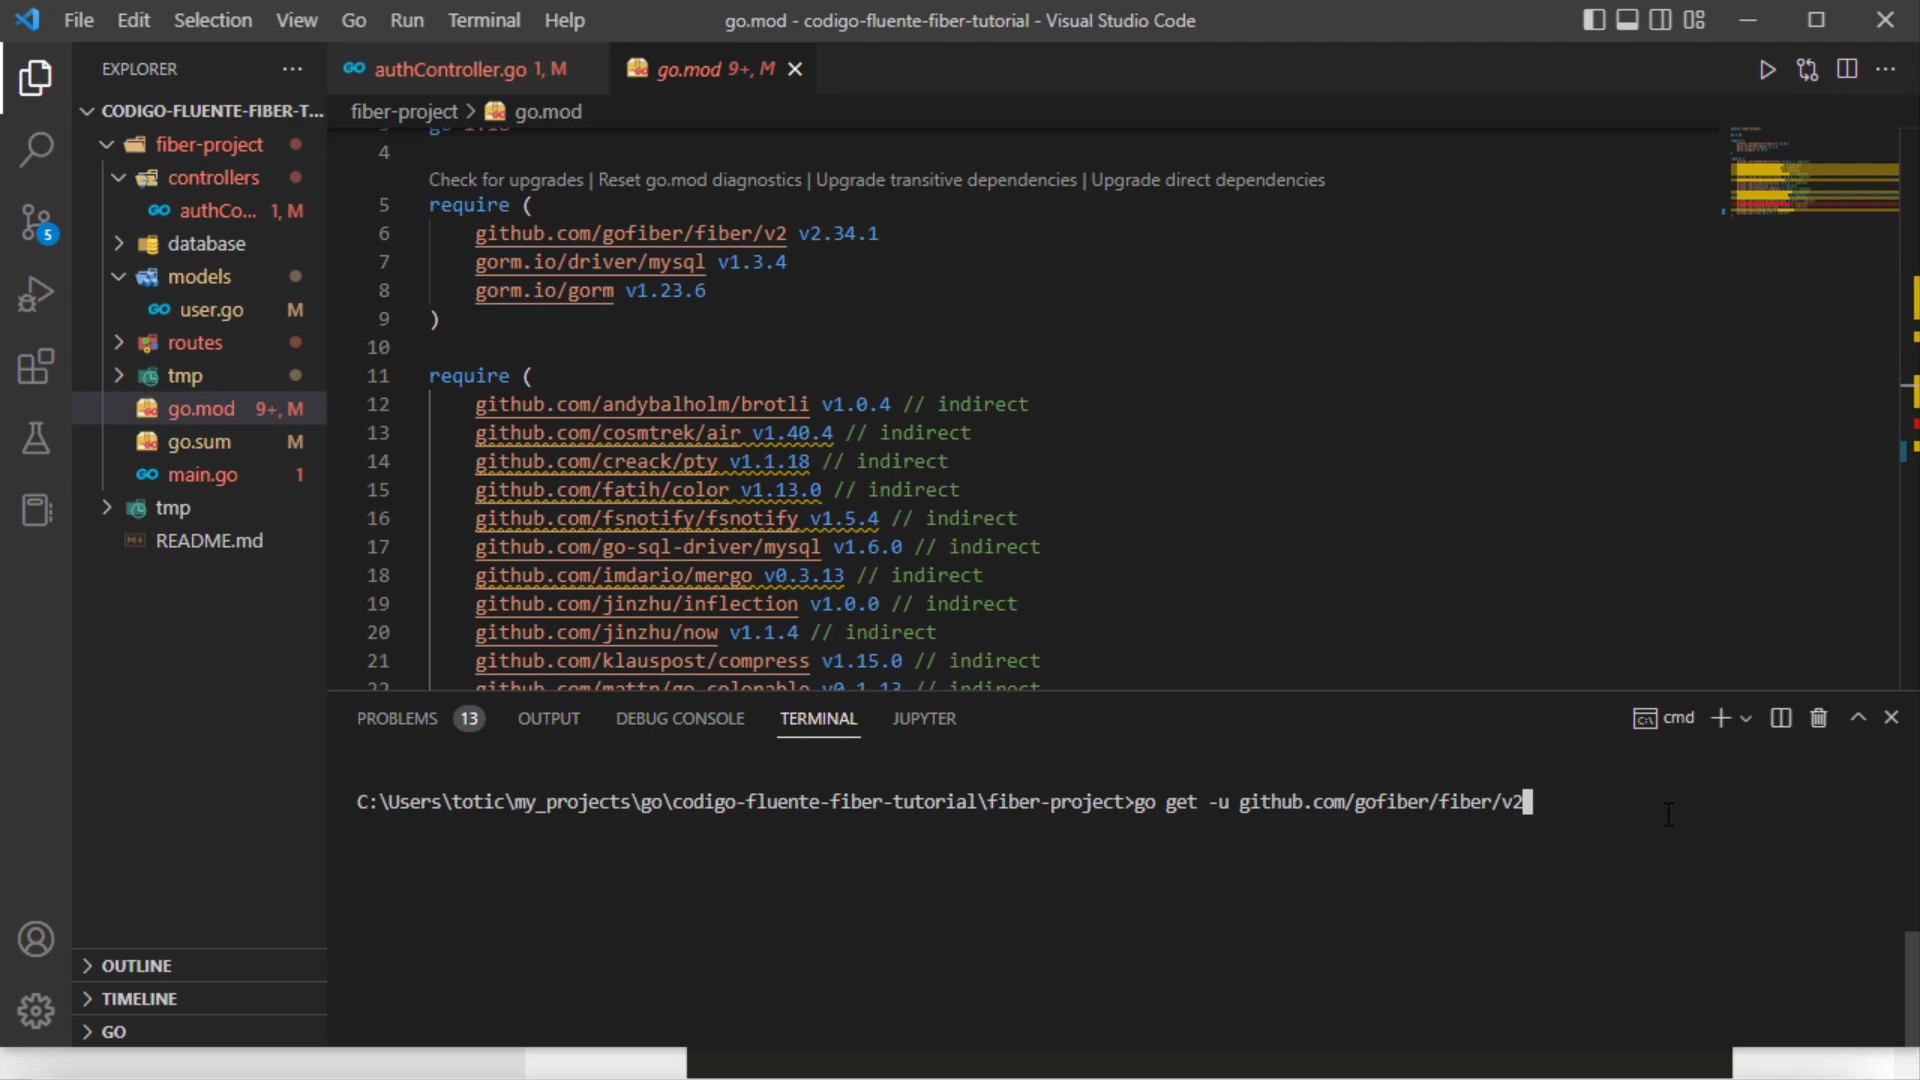 File Edit Selection View Go Run Terminal Help
go.mod - codigo-fluente-fiber-tutorial - Visual Studio Code
EXPLORER
authController.go 1, M
go.mod 9+, M
CODIGO-FLUENTE-FIBER-T...
fiber-project
controllers
authCo... 1, M
database
models
user.go M
routes
tmp
go.mod 9+, M
go.sum M
main.go 1
tmp
README.md
5
OUTLINE
TIMELINE
GO
fiber-project > go.mod
4
Check for upgrades | Reset go.mod diagnostics | Upgrade transitive dependencies | Upgrade direct dependencies
5 require (
6 github.com/gofiber/fiber/v2 v2.34.1
7 gorm.io/driver/mysql v1.3.4
8 gorm.io/gorm v1.23.6
9 )
10
11 require (
12 github.com/andybalholm/brotli v1.0.4 // indirect
13 github.com/cosmtrek/air v1.40.4 // indirect
14 github.com/creack/pty v1.1.18 // indirect
15 github.com/fatih/color v1.13.0 // indirect
16 github.com/fsnotify/fsnotify v1.5.4 // indirect
17 github.com/go-sql-driver/mysql v1.6.0 // indirect
18 github.com/imdario/mergo v0.3.13 // indirect
19 github.com/jinzhu/inflection v1.0.0 // indirect
20 github.com/jinzhu/now v1.1.4 // indirect
21 github.com/klauspost/compress v1.15.0 // indirect
22 github.com/mattn/go-colorable v0.1.13 // indirect
PROBLEMS 13 OUTPUT DEBUG CONSOLE TERMINAL JUPYTER
cmd
C:\Users\totic\my_projects\go\codigo-fluente-fiber-tutorial\fiber-project>go get -u github.com/gofiber/fiber/v2